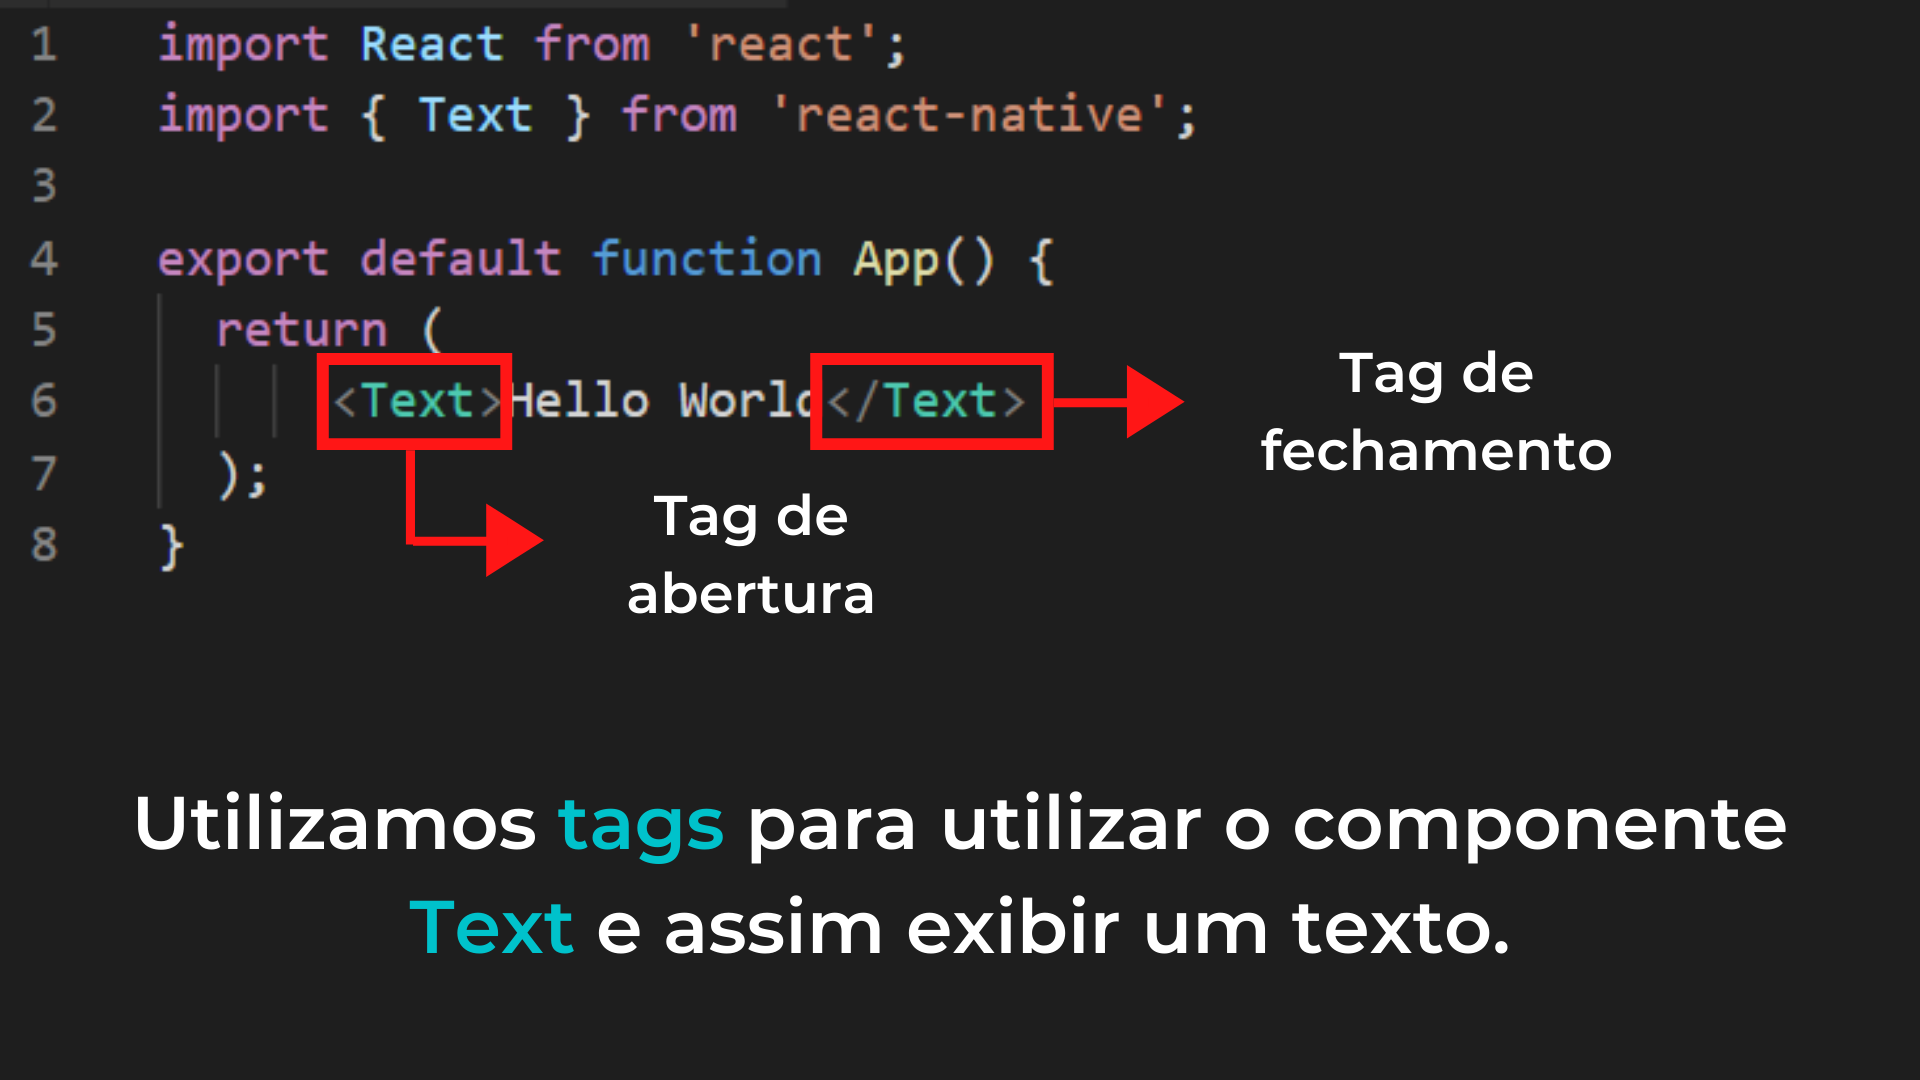 1 import React from 'react';
2 import { Text } from 'react-native';
3
4 export default function App() {
5 return (
6 <Text>Hello World</Text>
7 );
8 }
Tag de
fechamento
Tag de
abertura
Utilizamos tags para utilizar o componente
Text e assim exibir um texto.